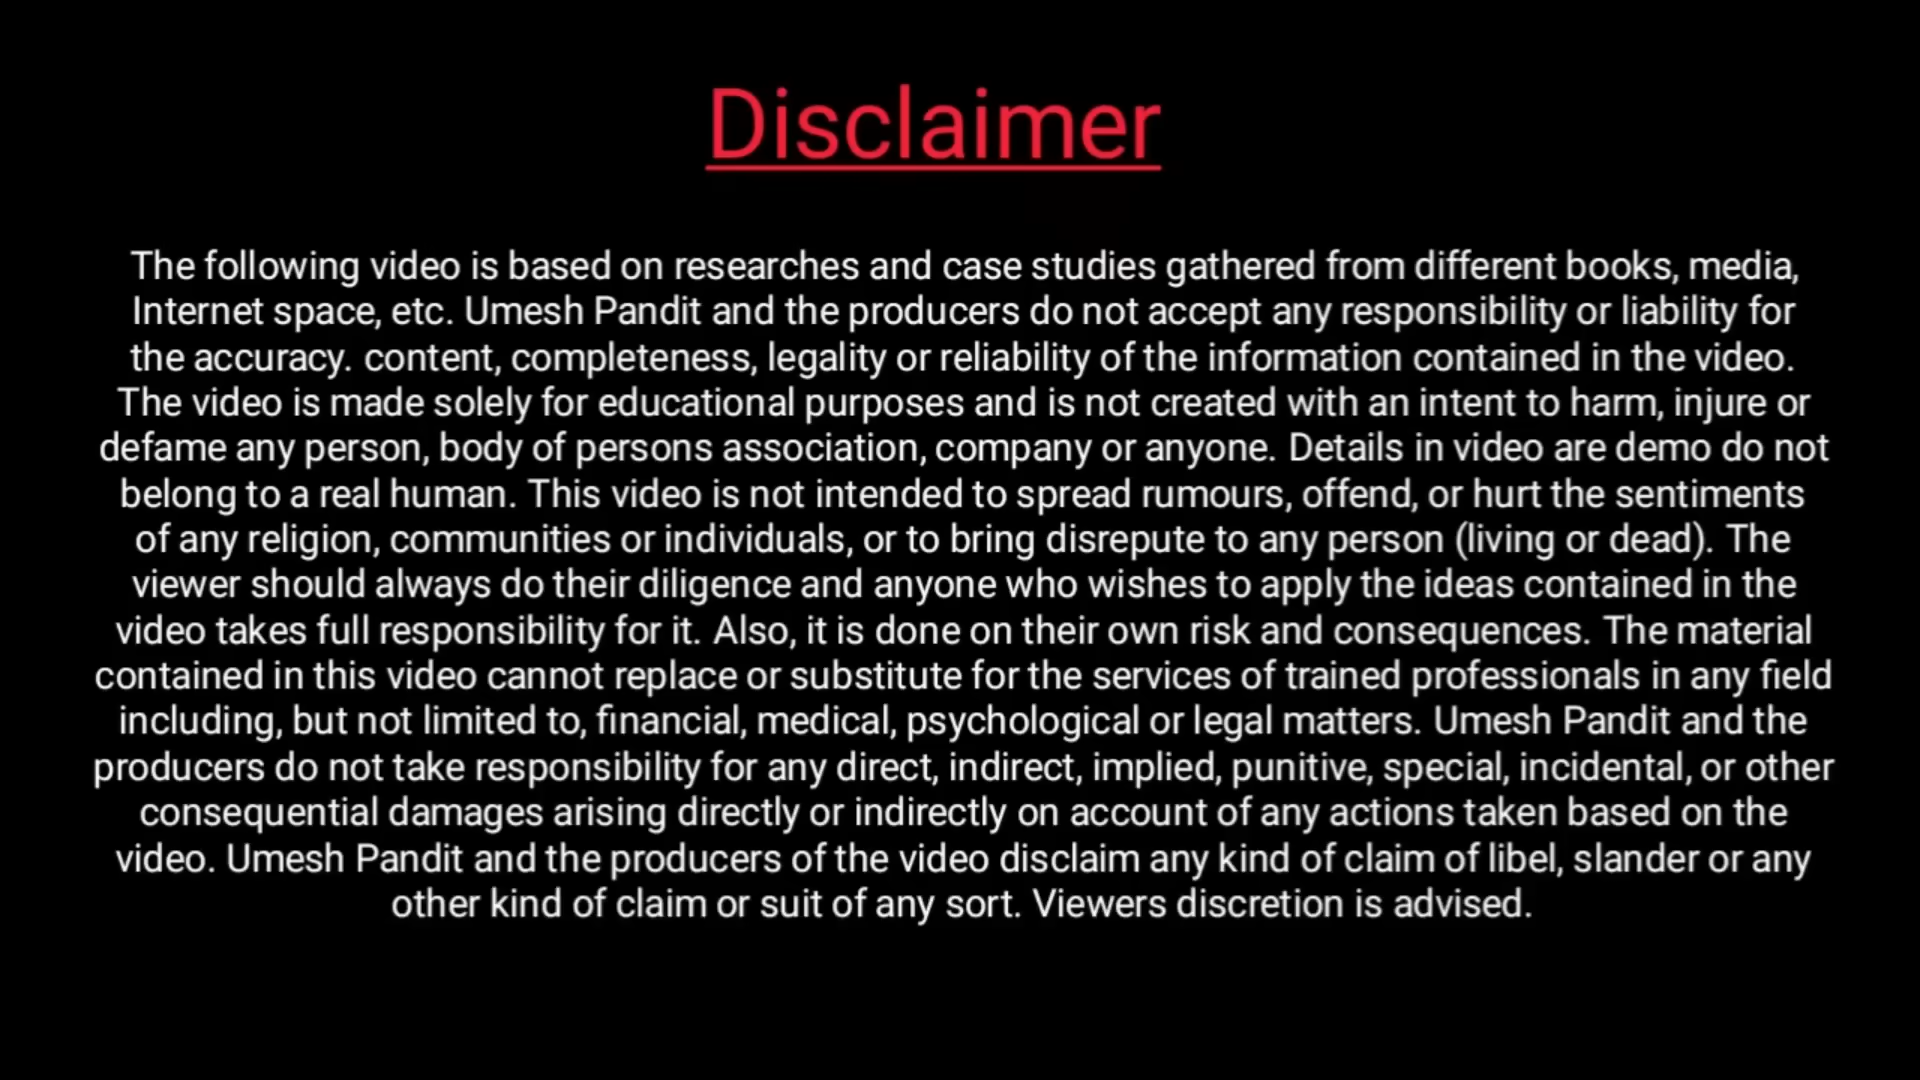 Disclaimer
The following video is based on researches and case studies gathered from different books, media,
Internet space, etc. Umesh Pandit and the producers do not accept any responsibility or liability for
the accuracy. content, completeness, legality or reliability of the information contained in the video.
The video is made solely for educational purposes and is not created with an intent to harm, injure or
defame any person, body of persons association, company or anyone. Details in video are demo do not
belong to a real human. This video is not intended to spread rumours, offend, or hurt the sentiments
of any religion, communities or individuals, or to bring disrepute to any person (living or dead). The
viewer should always do their diligence and anyone who wishes to apply the ideas contained in the
video takes full responsibility for it. Also, it is done on their own risk and consequences. The material
contained in this video cannot replace or substitute for the services of trained professionals in any field
including, but not limited to, financial, medical, psychological or legal matters. Umesh Pandit and the
producers do not take responsibility for any direct, indirect, implied, punitive, special, incidental, or other
consequential damages arising directly or indirectly on account of any actions taken based on the
video. Umesh Pandit and the producers of the video disclaim any kind of claim of libel, slander or any
other kind of claim or suit of any sort. Viewers discretion is advised.